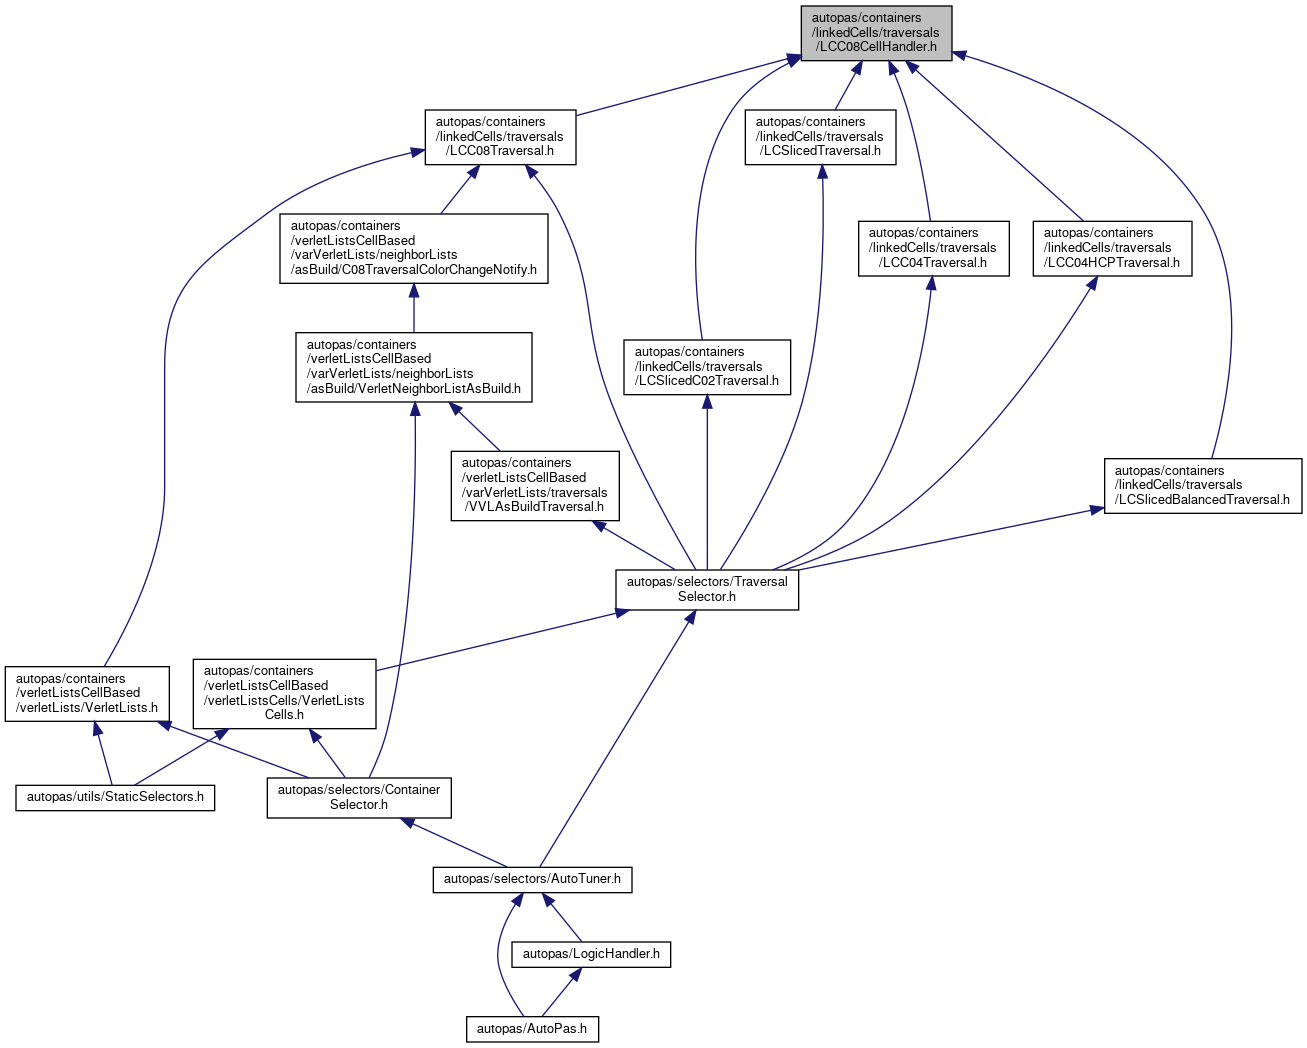 autopas/containers
/linkedCells/traversals
/LCC08CellHandler.h
autopas/containers
/linkedCells/traversals
/LCC08Traversal.h
autopas/containers
/linkedCells/traversals
/LCSlicedTraversal.h
autopas/containers
/verletListsCellBased
/varVerletLists/neighborLists
/asBuild/C08TraversalColorChangeNotify.h
autopas/containers
/linkedCells/traversals
/LCC04Traversal.h
autopas/containers
/linkedCells/traversals
/LCC04HCPTraversal.h
autopas/containers
/verletListsCellBased
/varVerletLists/neighborLists
/asBuild/VerletNeighborListAsBuild.h
autopas/containers
/linkedCells/traversals
/LCSlicedC02Traversal.h
autopas/containers
/verletListsCellBased
/varVerletLists/traversals
/VVLAsBuildTraversal.h
autopas/containers
/linkedCells/traversals
/LCSlicedBalancedTraversal.h
autopas/selectors/Traversal
Selector.h
autopas/containers
/verletListsCellBased
/verletLists/VerletLists.h
autopas/containers
/verletListsCellBased
/verletListsCells/VerletLists
Cells.h
autopas/utils/StaticSelectors.h
autopas/selectors/Container
Selector.h
autopas/selectors/AutoTuner.h
autopas/LogicHandler.h
autopas/AutoPas.h